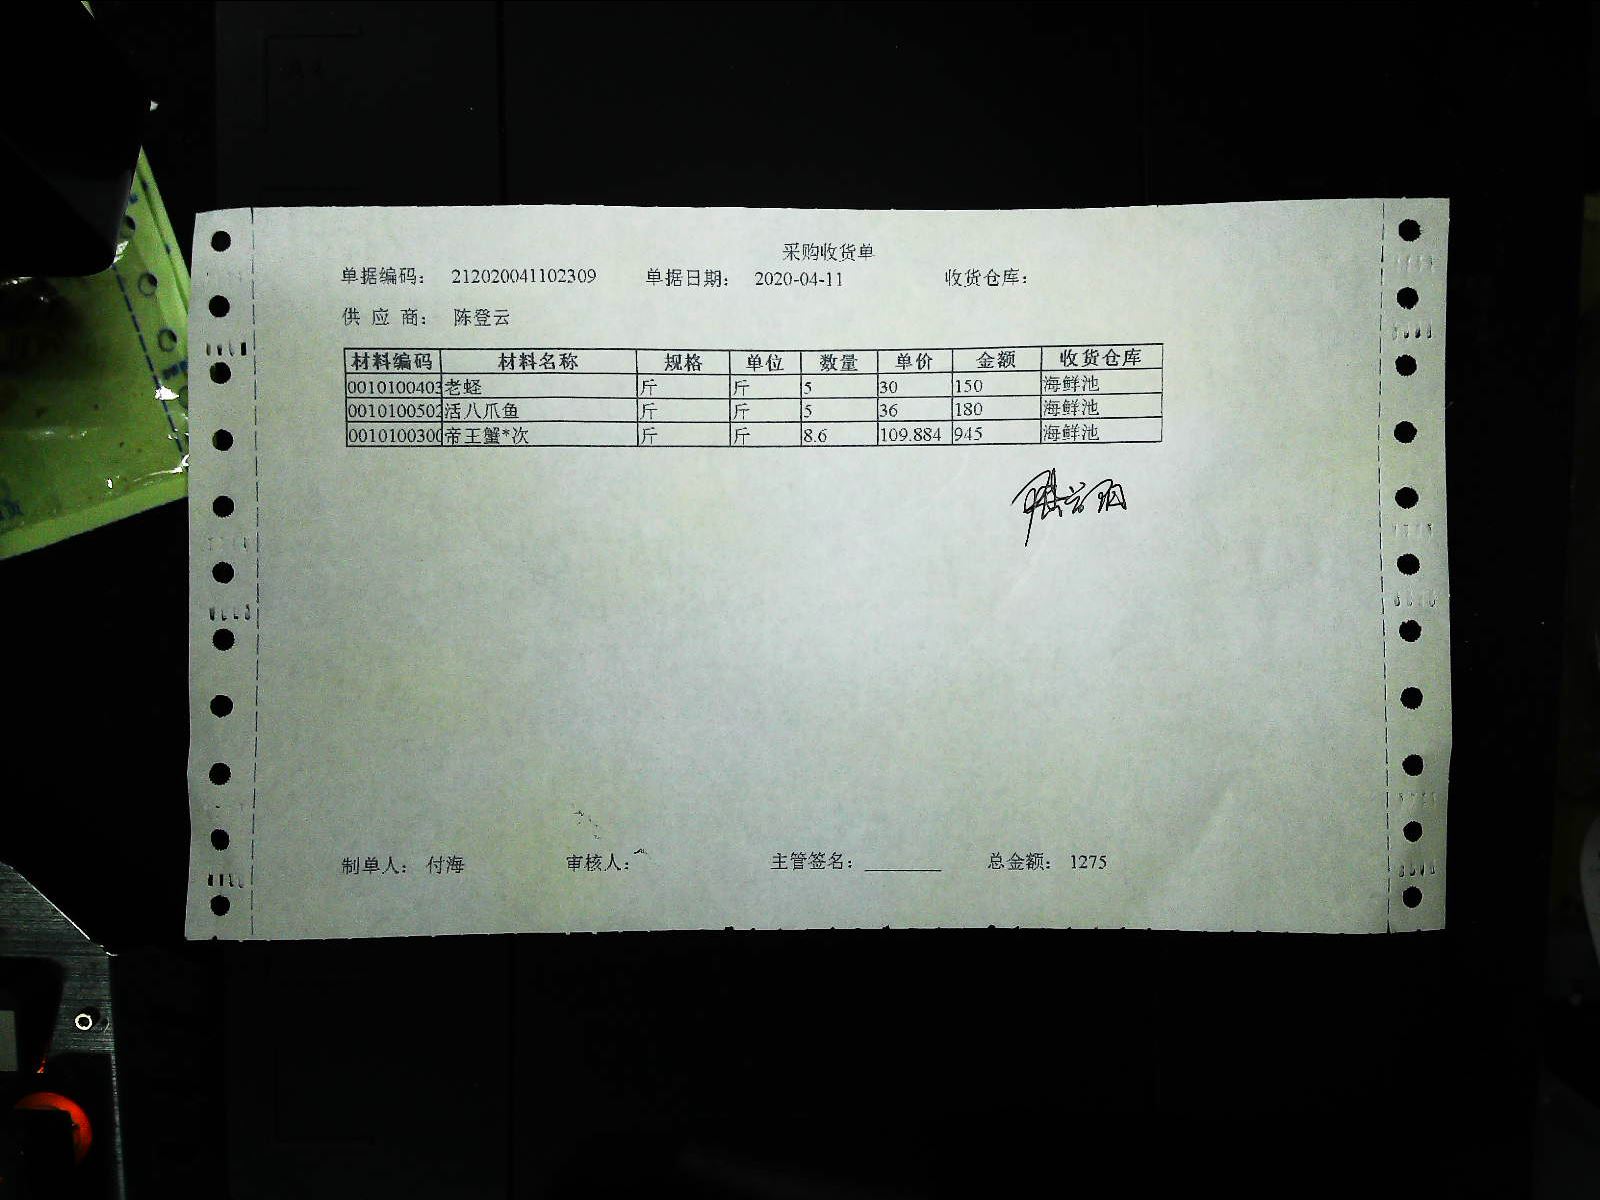 采购收货单
单据编码： 212020041102309 单据日期： 2020-04-11 收货仓库：
供 应 商： 陈登云
材料编码 材料名称 规格 单位 数量 单价 金额 收货仓库
0010100403 老蛏 斤 斤 5 30 150 海鲜池
0010100502 活八爪鱼 斤 斤 5 36 180 海鲜池
001010030 帝王蟹*次 斤 斤 8.6 109.884 945 海鲜池
制单人： 付海 审核人： 主管签名： 总金额： 1275